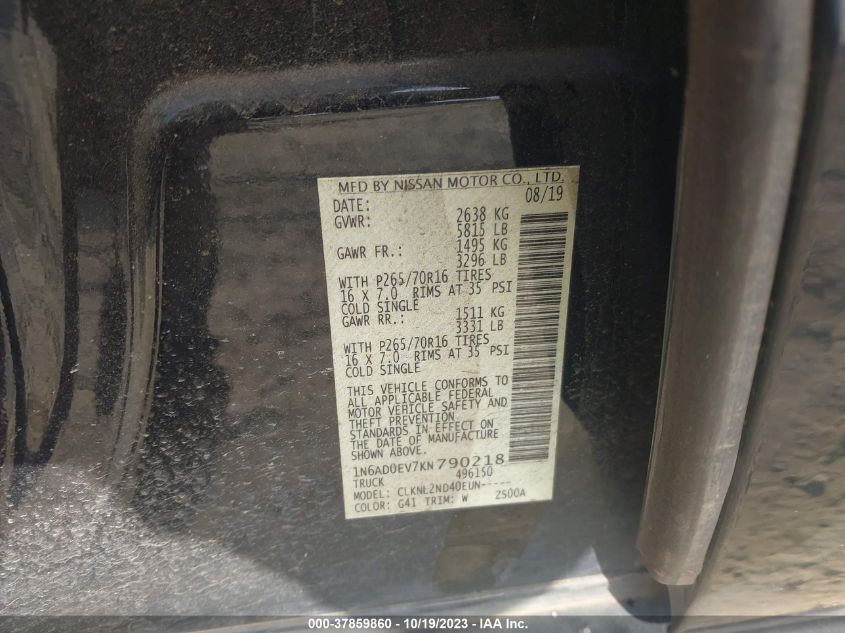 MFD BY NISSAN MOTOR CO., LTD.
DATE: 08/19
GVWR: 2638 KG
5815 LB
GAWR FR.: 1495 KG
3296 LB
WITH P265/70R16 TIRES
16 X 7.0 RIMS AT 35 PSI
COLD SINGLE
GAWR RR.: 1511 KG
3331 LB
WITH P265/70R16 TIRES
16 X 7.0 RIMS AT 35 PSI
COLD SINGLE
THIS VEHICLE CONFORMS TO
ALL APPLICABLE FEDERAL
MOTOR VEHICLE SAFETY AND
THEFT PREVENTION
STANDARDS IN EFFECT ON
THE DATE OF MANUFACTURE
SHOWN ABOVE.
1N6AD0EV7KN790218
TRUCK 496150
MODEL: CLKNLZND40EUN-----
COLOR: G41 TRIM: W ZS00A
000-37859860 - 10/19/2023 - IAA Inc.